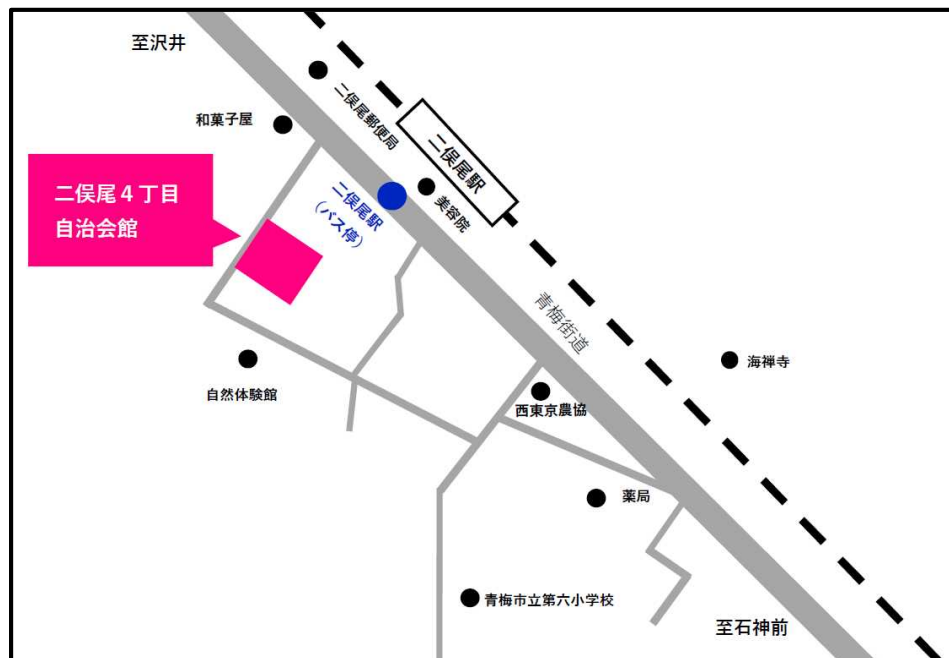 至沢井
二俣尾郵便局
和菓子屋
二俣尾駅
二俣尾４丁目
自治会館
二俣尾駅
（バス停）
美容院
青梅街道
海禅寺
自然体験館
西東京農協
薬局
青梅市立第六小学校
至石神前